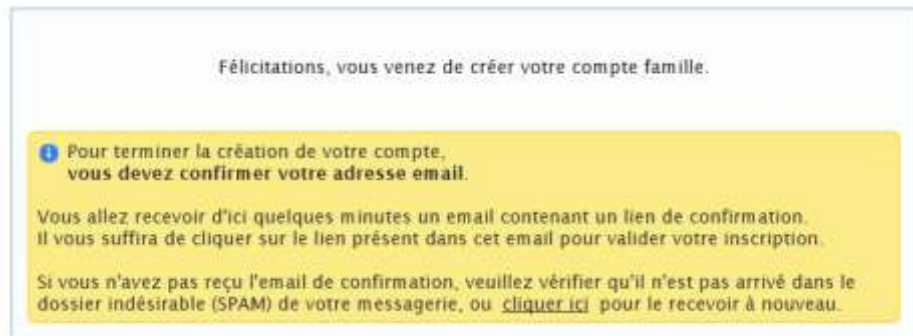 Félicitations, vous venez de créer votre compte famille.
Pour terminer la création de votre compte,
vous devez confirmer votre adresse email.
Vous allez recevoir d'ici quelques minutes un email contenant un lien de confirmation.
Il vous suffira de cliquer sur le lien présent dans cet email pour valider votre inscription.
Si vous n'avez pas reçu l'email de confirmation, veuillez vérifier qu'il n'est pas arrivé dans le
dossier indésirable (SPAM) de votre messagerie, ou cliquer ici pour le recevoir à nouveau.